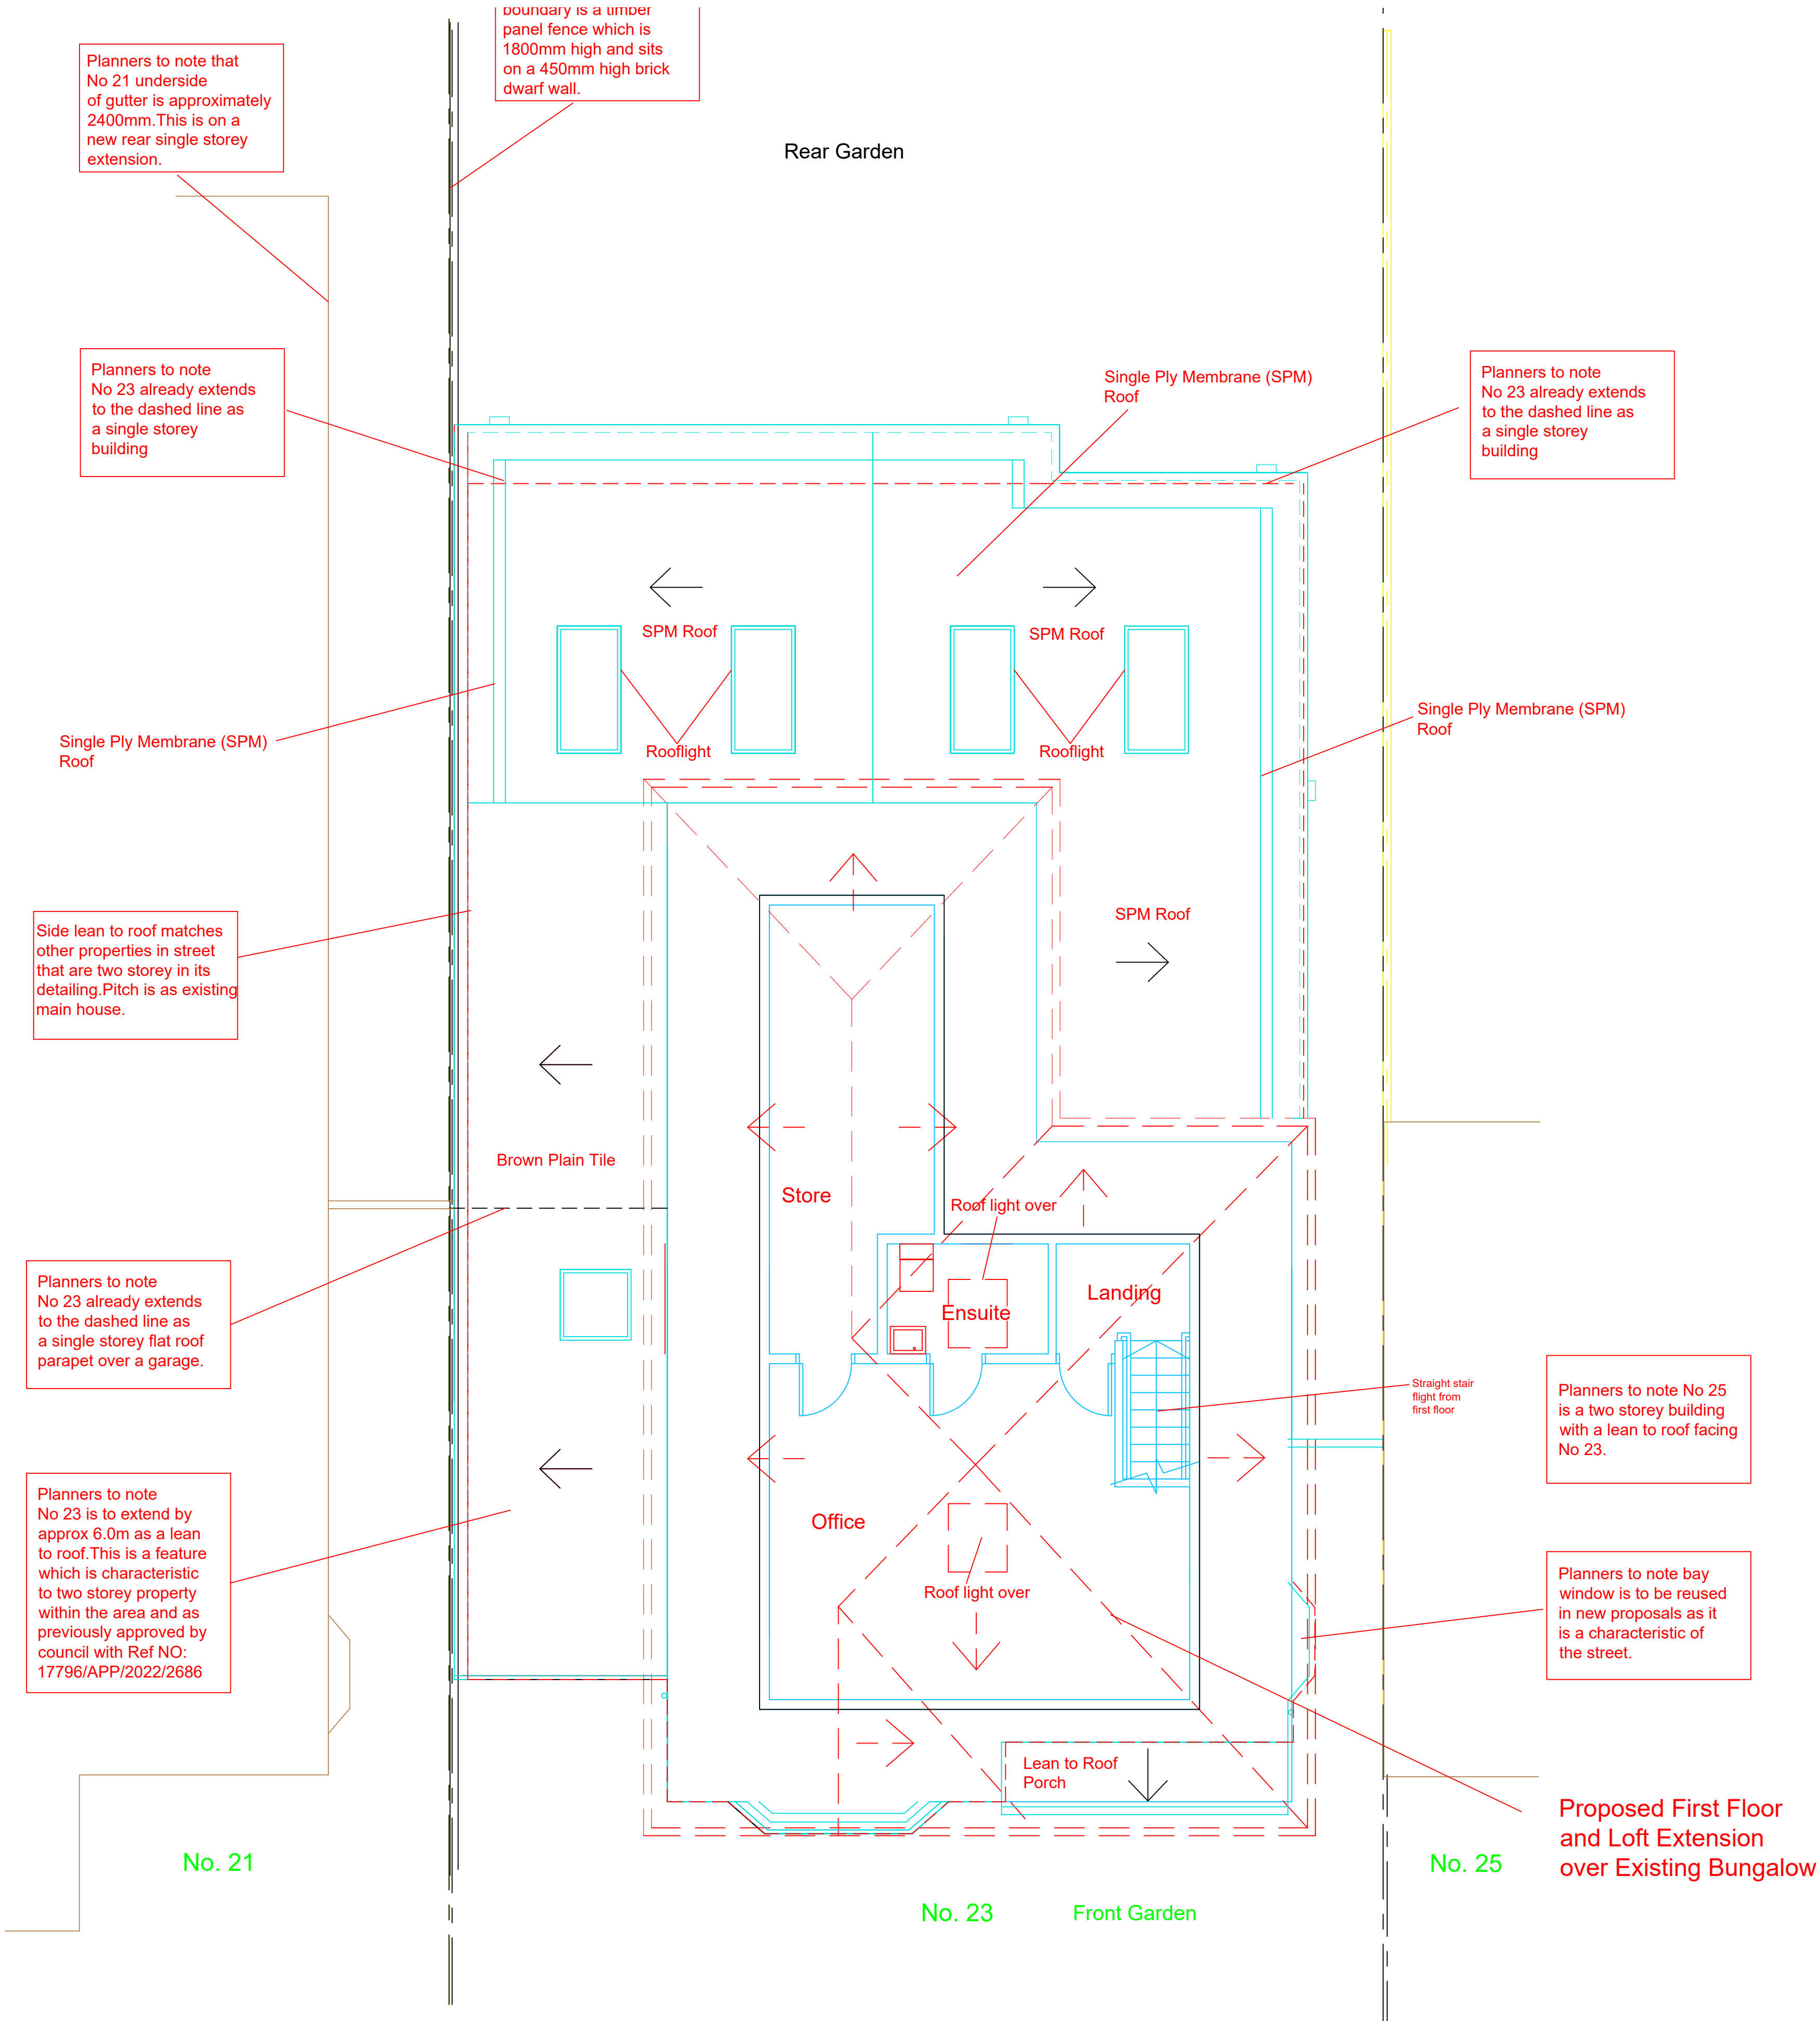 boundary is a timber
panel fence which is
1800mm high and sits
on a 450mm high brick
dwarf wall.
Planners to note that
No 21 underside
of gutter is approximately
2400mm.This is on a
new rear single storey
extension.
Rear Garden
Planners to note
No 23 already extends
to the dashed line as
a single storey
building
Single Ply Membrane (SPM)
Roof
Planners to note
No 23 already extends
to the dashed line as
a single storey
building
SPM Roof
SPM Roof
Rooflight
Rooflight
Single Ply Membrane (SPM)
Roof
Single Ply Membrane (SPM)
Roof
Side lean to roof matches
other properties in street
that are two storey in its
detailing.Pitch is as existing
main house.
SPM Roof
Brown Plain Tile
Store
Roof light over
Planners to note
No 23 already extends
to the dashed line as
a single storey flat roof
parapet over a garage.
Ensuite
Landing
Straight stair
flight from
first floor
Planners to note No 25
is a two storey building
with a lean to roof facing
No 23.
Planners to note
No 23 is to extend by
approx 6.0m as a lean
to roof.This is a feature
which is characteristic
to two storey property
within the area and as
previously approved by
council with Ref NO:
17796/APP/2022/2686
Office
Roof light over
Planners to note bay
window is to be reused
in new proposals as it
is a characteristic of
the street.
Lean to Roof
Porch
Proposed First Floor
and Loft Extension
over Existing Bungalow
No. 21
No. 25
No. 23
Front Garden